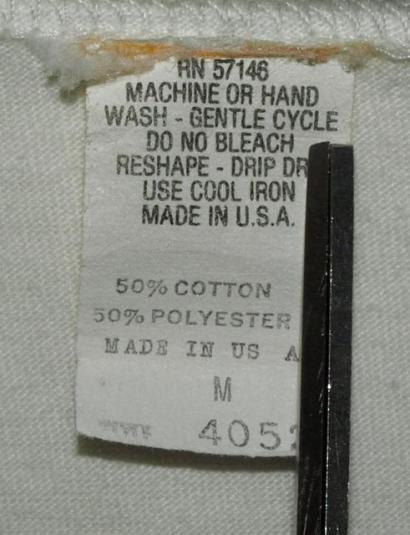 RN 57146
MACHINE OR HAND
WASH - GENTLE CYCLE
DO NO BLEACH
RESHAPE - DRIP DR
USE COOL IRON
MADE IN U.S.A.
50% COTTON
50% POLYESTER
MADE IN US A
M
405